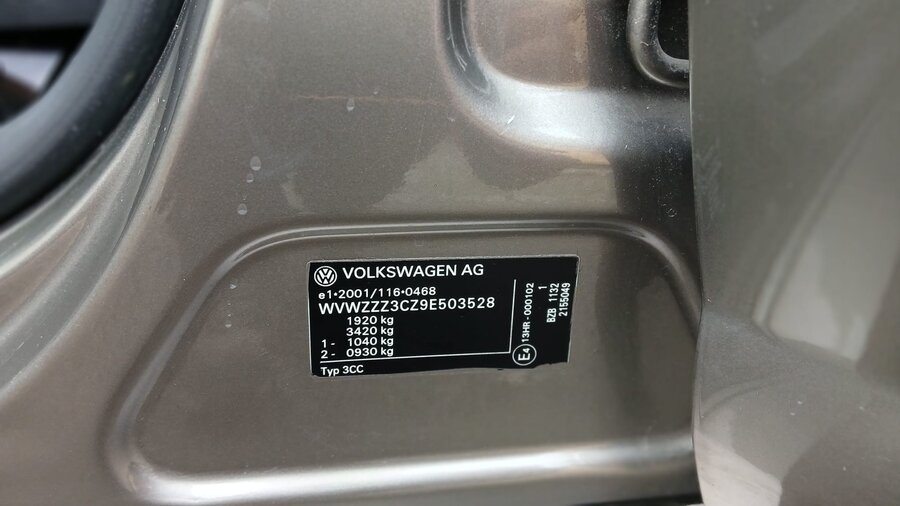 VOLKSWAGEN AG
e1*2001/116*0468
WVWZZZ3CZ9E503528
1920 kg
3420 kg
1 - 1040 kg
2 - 0930 kg
Typ 3CC
E4
13HR - 000102
1
BZB 1132
2155049